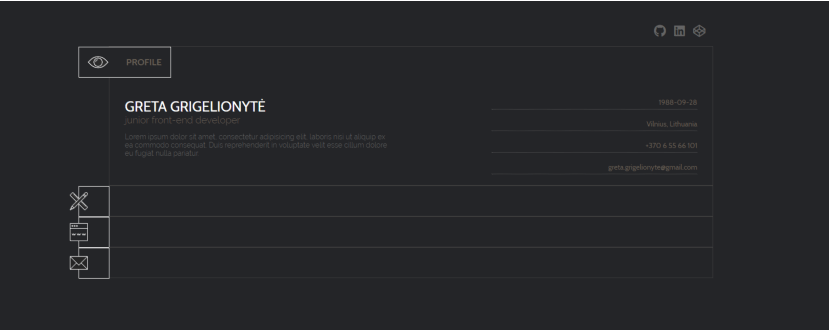 PROFILE
GRETA GRIGELIONYTĖ
junior front-end developer
Lorem ipsum dolor sit amet, consectetur adipisicing elit, laboris nisi ut aliquip ex
ea commodo consequat. Duis reprehenderit in voluptate velit esse cillum dolore
eu fugiat nulla pariatur.
1988-09-28
Vilnius, Lithuania
+370 6 55 66 101
greta.grigelionyte@gmail.com